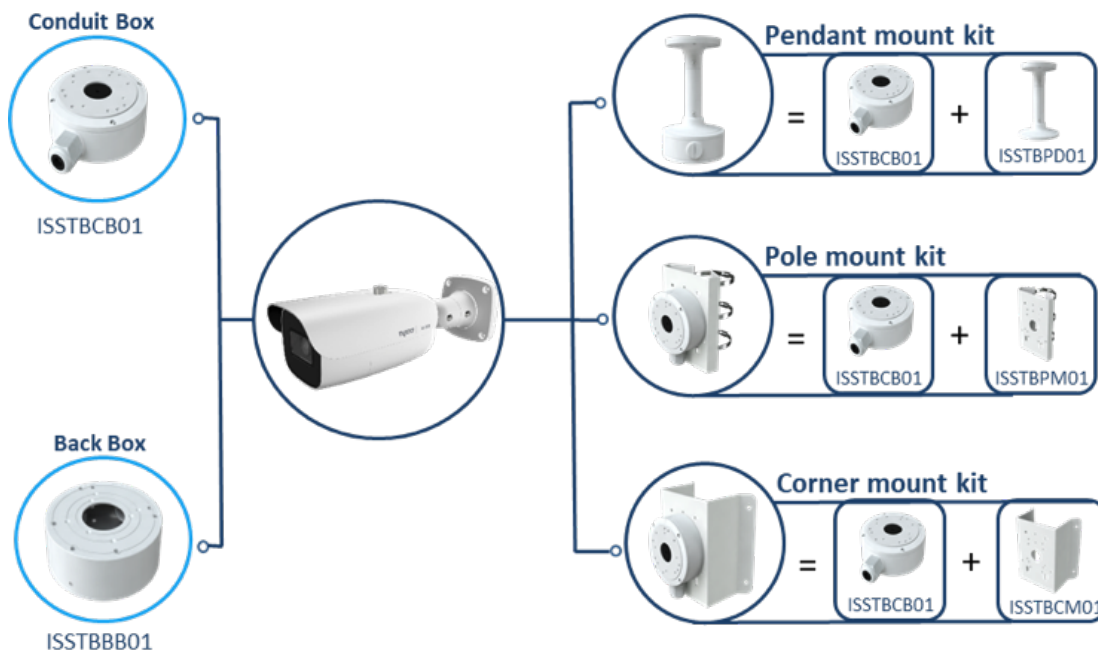 Conduit Box
ISSTBCB01
Back Box
ISSTBBB01
Pendant mount kit
=
ISSTBCB01
+
ISSTBPD01
Pole mount kit
=
ISSTBCB01
+
ISSTBPM01
Corner mount kit
=
ISSTBCB01
+
ISSTBCM01